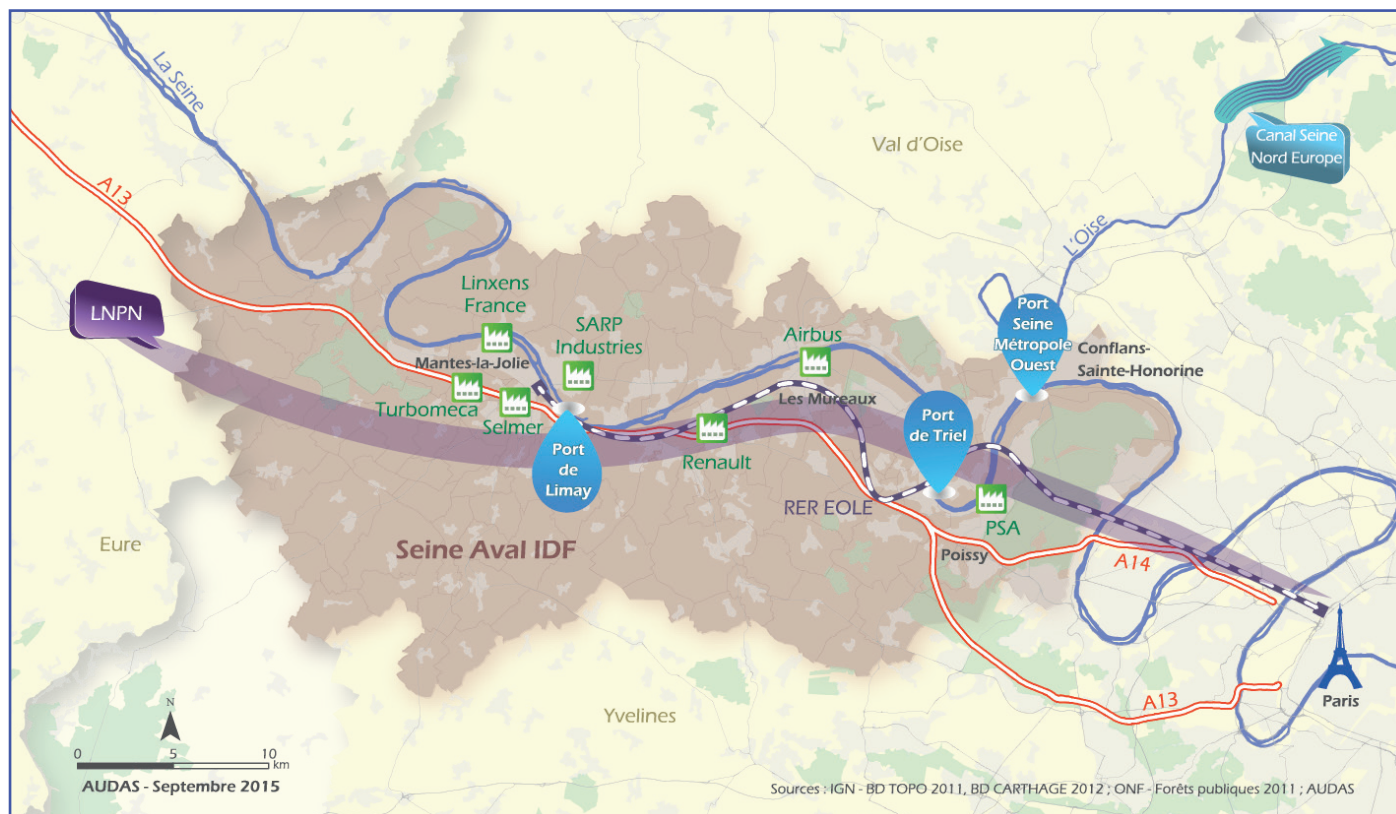 La Seine
A13
Val d'Oise
Canal Seine
Nord Europe
L'Oise
LNPN
Linxens
France
SARP
Industries
Airbus
Port
Seine
Métropole
Ouest
Conflans-
Sainte-Honorine
Mantes-la-Jolie
Turbomeca
Selmer
Les Mureaux
Port
de Triel
Port
de
Limay
Renault
RER EOLE
PSA
Poissy
A14
Eure
Seine Aval IDF
A13
Paris
Yvelines
N
0 5 10
km
AUDAS - Septembre 2015
Sources : IGN - BD TOPO 2011, BD CARTHAGE 2012 ; ONF - Forêts publiques 2011 ; AUDAS